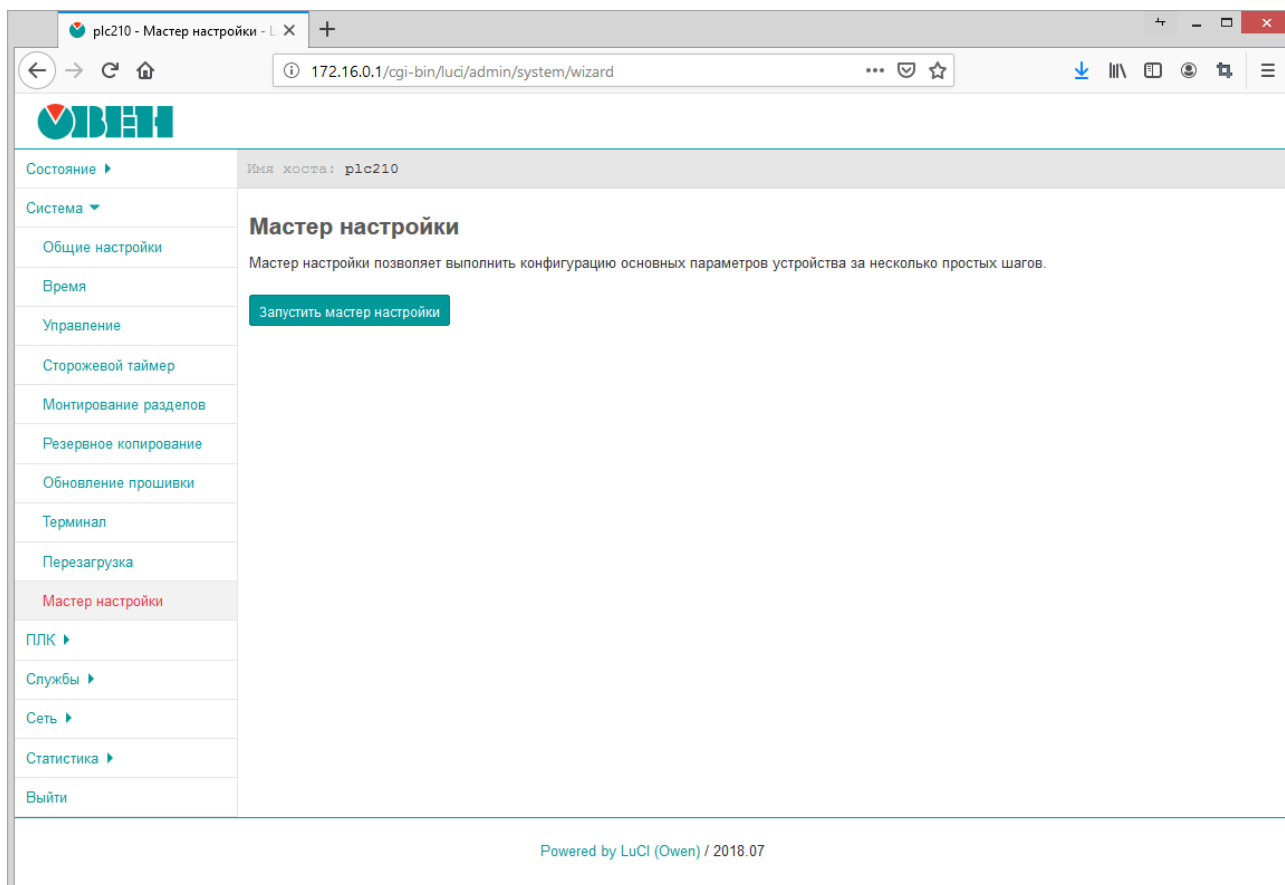 plc210 - Мастер настройки - L
172.16.0.1/cgi-bin/luci/admin/system/wizard
ОВЕН
Состояние
Имя хоста: plc210
Система
Общие настройки
Время
Управление
Сторожевой таймер
Монтирование разделов
Резервное копирование
Обновление прошивки
Терминал
Перезагрузка
Мастер настройки
ПЛК
Службы
Сеть
Статистика
Выйти
Мастер настройки
Мастер настройки позволяет выполнить конфигурацию основных параметров устройства за несколько простых шагов.
Запустить мастер настройки
Powered by LuCI (Owen) / 2018.07